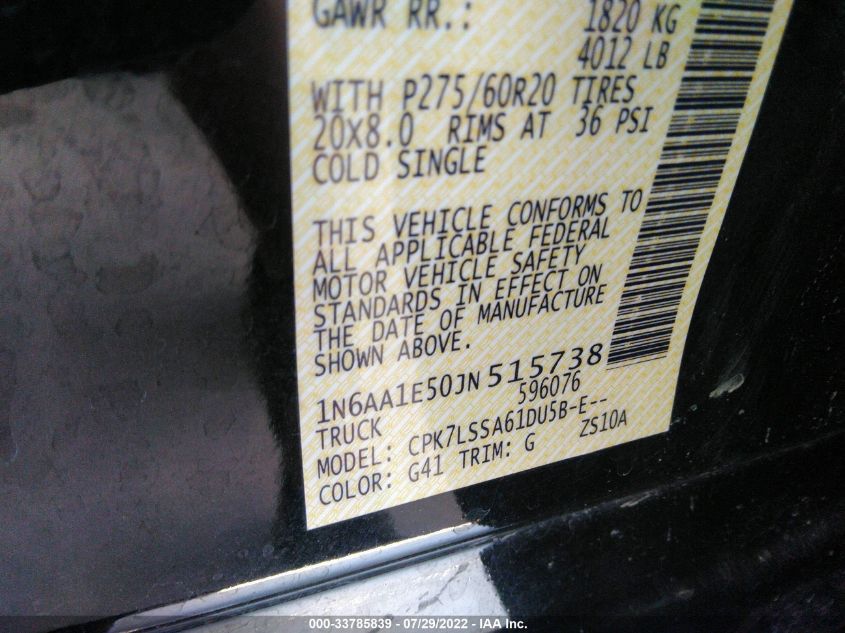 GAWR RR.: 1820 KG
4012 LB
WITH P275/60R20 TIRES
20X8.0 RIMS AT 36 PSI
COLD SINGLE
THIS VEHICLE CONFORMS TO
ALL APPLICABLE FEDERAL
MOTOR VEHICLE SAFETY
STANDARDS IN EFFECT ON
THE DATE OF MANUFACTURE
SHOWN ABOVE.
1N6AA1E50JN515738
596076
TRUCK
MODEL: CPK7LSSA61DU5B-E--
COLOR: G41 TRIM: G ZS10A
000-33785839 / 07/29/2022 - IAA Inc.